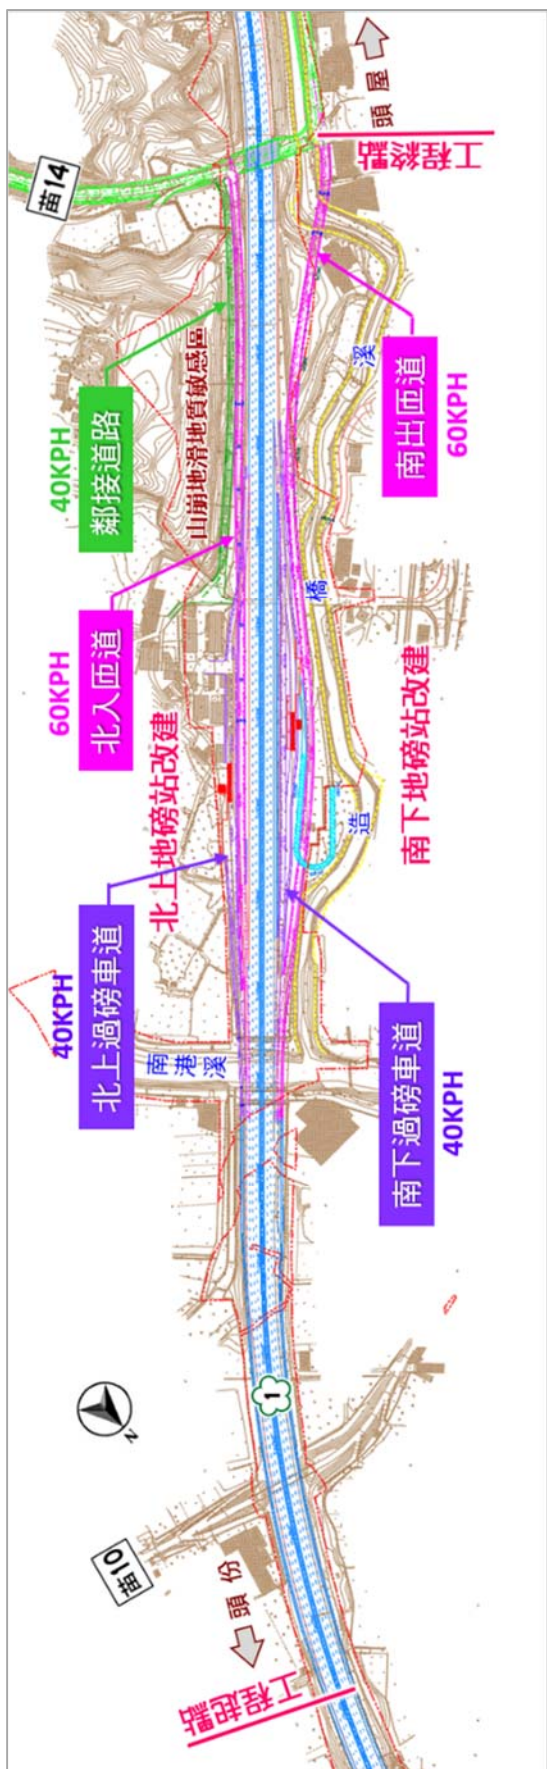 苗14
頭屋
工程終點
40KPH
鄰接道路
山崩地滑地質敏感區
溪
南出匝道
60KPH
60KPH
北入匝道
橋
北上地磅站改建
南下地磅站改建
造
40KPH
北上過磅車道
南港溪
南下過磅車道
40KPH
1
N
苗10
頭份
工程起點